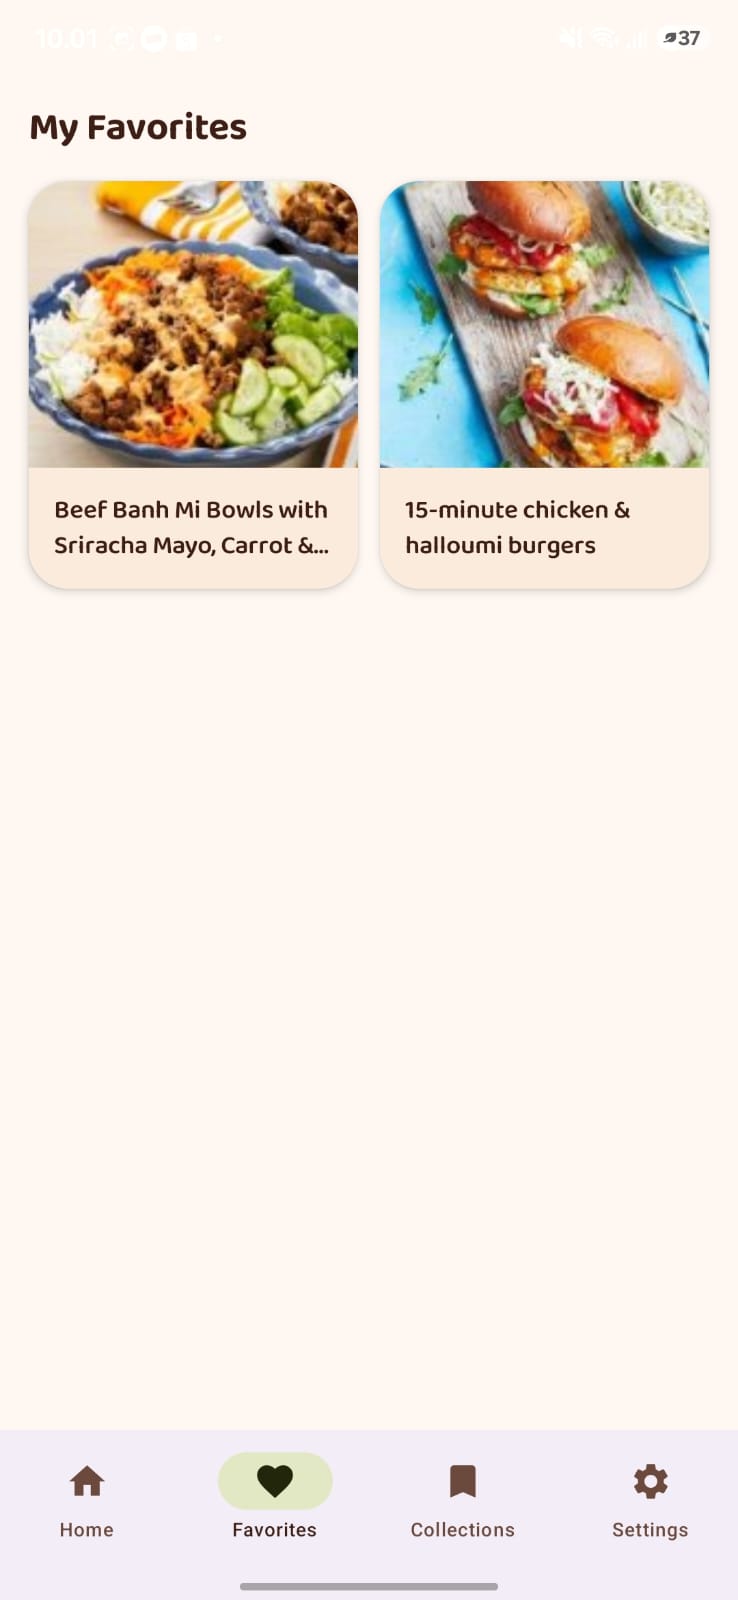 10.01
37
My Favorites
Beef Banh Mi Bowls with
Sriracha Mayo, Carrot &...
15-minute chicken &
halloumi burgers
Home
Favorites
Collections
Settings